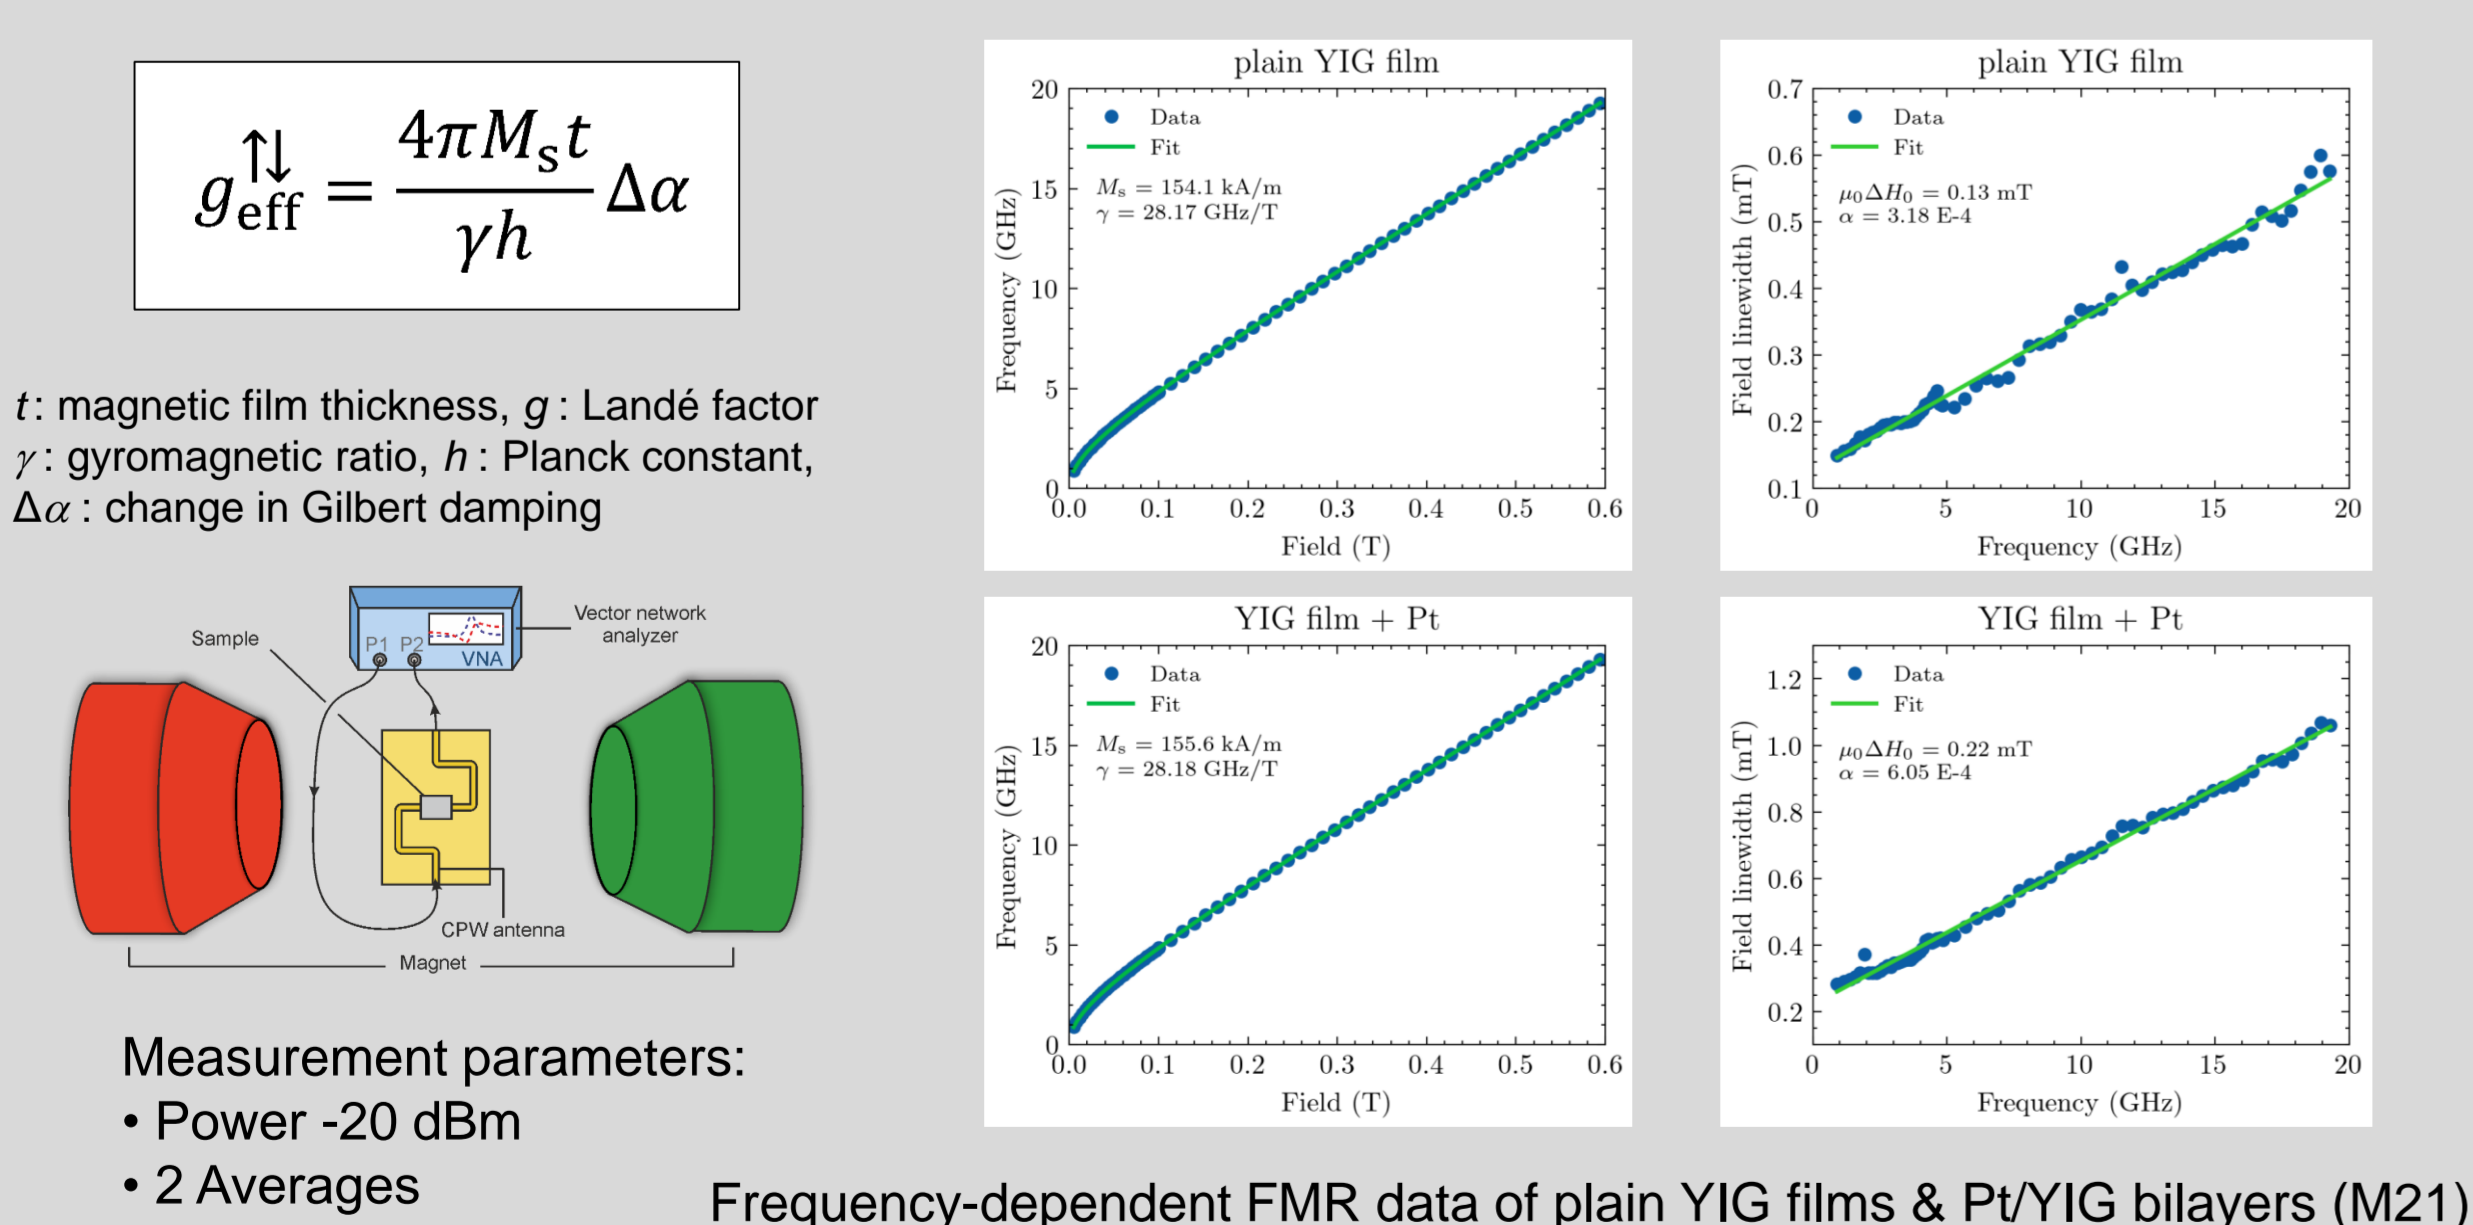 g_eff^↑↓ = 4πM_s t / γh Δα
t : magnetic film thickness, g : Landé factor
γ : gyromagnetic ratio, h : Planck constant,
Δα : change in Gilbert damping
Sample
P1 P2
VNA
Vector network
analyzer
CPW antenna
Magnet
Measurement parameters:
• Power -20 dBm
• 2 Averages
plain YIG film
Frequency (GHz)
20
15
10
5
0
Data
Fit
M_s = 154.1 kA/m
γ = 28.17 GHz/T
0.0 0.1 0.2 0.3 0.4 0.5 0.6
Field (T)
plain YIG film
Field linewidth (mT)
0.7
0.6
0.5
0.4
0.3
0.2
0.1
Data
Fit
μ₀ΔH₀ = 0.13 mT
α = 3.18 E-4
0 5 10 15 20
Frequency (GHz)
YIG film + Pt
Frequency (GHz)
20
15
10
5
0
Data
Fit
M_s = 155.6 kA/m
γ = 28.18 GHz/T
0.0 0.1 0.2 0.3 0.4 0.5 0.6
Field (T)
YIG film + Pt
Field linewidth (mT)
1.2
1.0
0.8
0.6
0.4
0.2
Data
Fit
μ₀ΔH₀ = 0.22 mT
α = 6.05 E-4
0 5 10 15 20
Frequency (GHz)
Frequency-dependent FMR data of plain YIG films & Pt/YIG bilayers (M21)